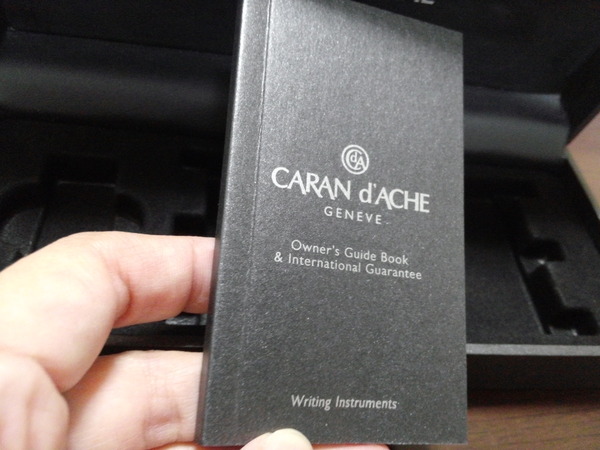 CdA
CARAN d'ACHE
GENEVE
Owner's Guide Book
& International Guarantee
Writing Instruments